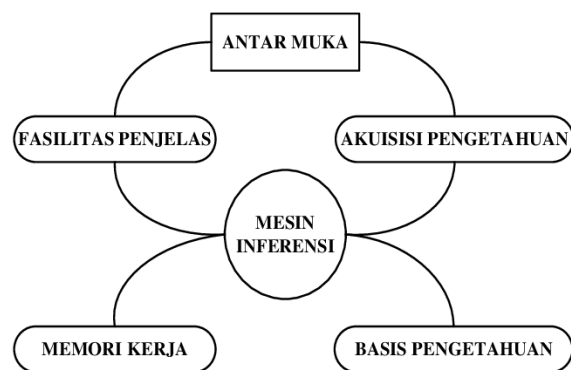 ANTAR MUKA
FASILITAS PENJELAS
AKUISISI PENGETAHUAN
MESIN
INFERENSI
MEMORI KERJA
BASIS PENGETAHUAN